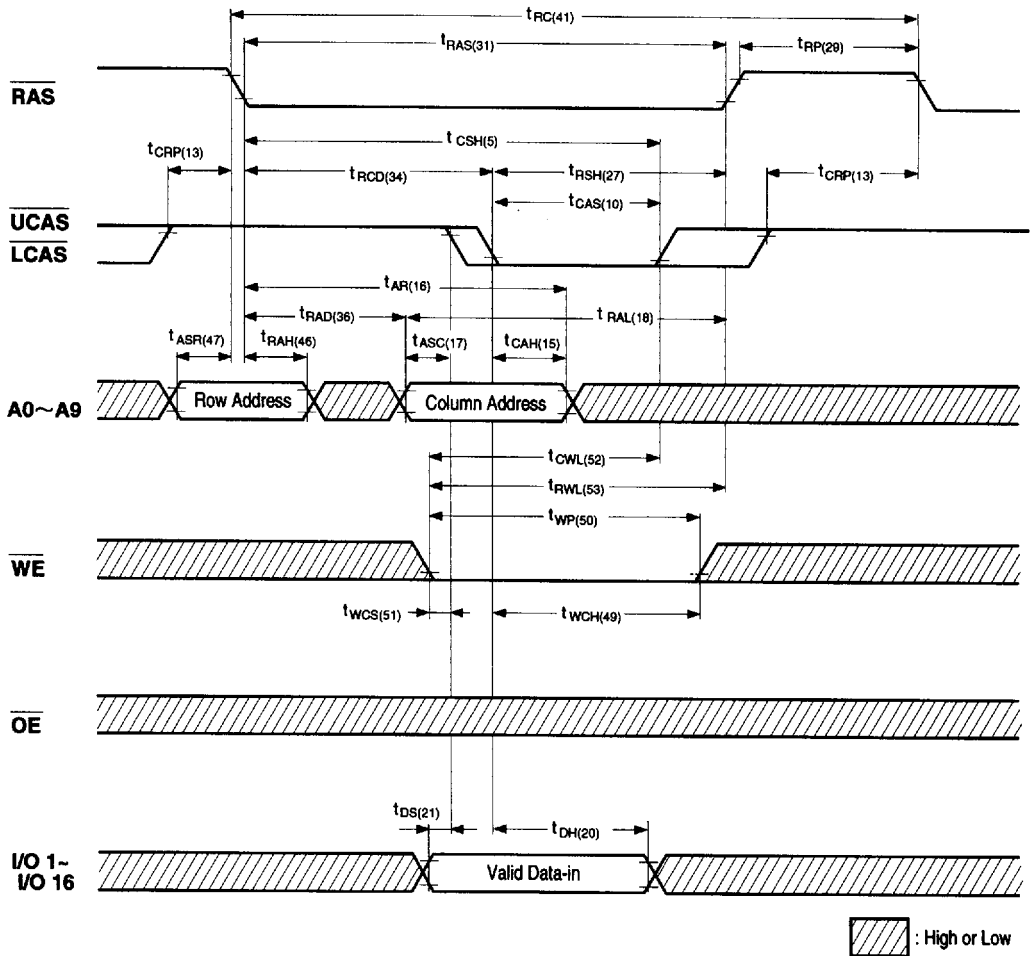 tRC(41)
tRAS(31)
tRP(29)
RAS
tCSH(5)
tCRP(13)
tRCD(34)
tRSH(27)
tCRP(13)
tCAS(10)
UCAS
LCAS
tAR(16)
tRAD(36)
tRAL(18)
tASR(47)
tRAH(46)
tASC(17)
tCAH(15)
A0~A9
Row Address
Column Address
tCWL(52)
tRWL(53)
tWP(50)
WE
tWCS(51)
tWCH(49)
OE
tDS(21)
tDH(20)
I/O 1~
I/O 16
Valid Data-in
: High or Low